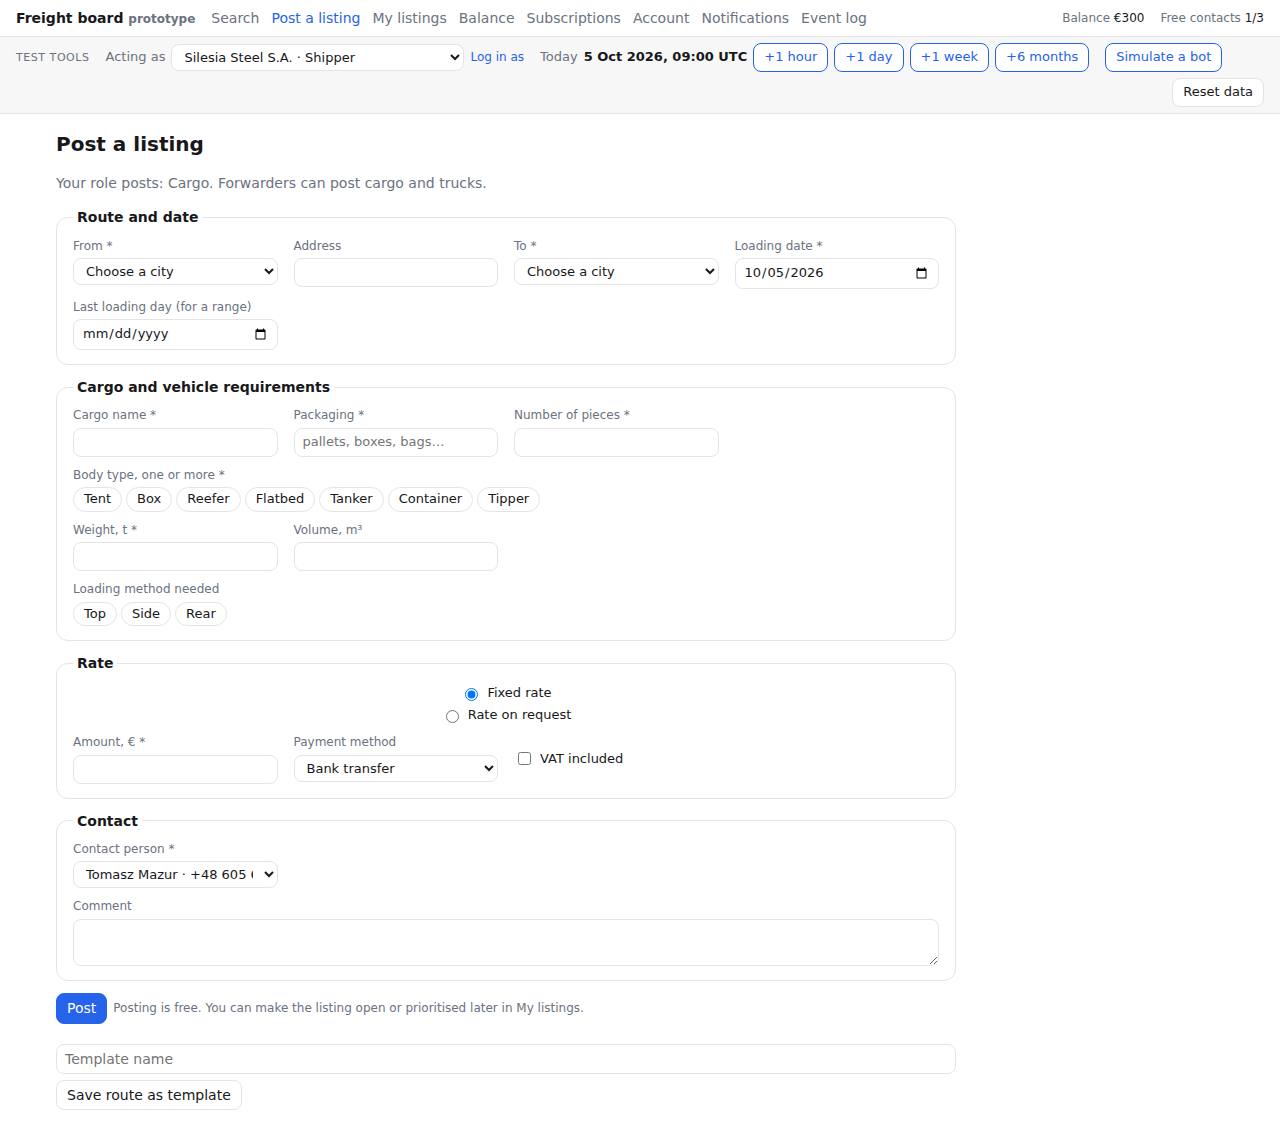 Freight board prototype Search Post a listing My listings Balance Subscriptions Account Notifications Event log Balance €300 Free contacts 1/3
TEST TOOLS Acting as Silesia Steel S.A. · Shipper Log in as Today 5 Oct 2026, 09:00 UTC +1 hour +1 day +1 week +6 months Simulate a bot
Reset data
Post a listing
Your role posts: Cargo. Forwarders can post cargo and trucks.
Route and date
From * Address To * Loading date *
Choose a city Choose a city 10/05/2026
Last loading day (for a range)
mm/dd/yyyy
Cargo and vehicle requirements
Cargo name * Packaging * Number of pieces *
pallets, boxes, bags...
Body type, one or more *
Tent Box Reefer Flatbed Tanker Container Tipper
Weight, t * Volume, m³
Loading method needed
Top Side Rear
Rate
Fixed rate
Rate on request
Amount, € * Payment method
Bank transfer VAT included
Contact
Contact person *
Tomasz Mazur · +48 605
Comment
Post Posting is free. You can make the listing open or prioritised later in My listings.
Template name
Save route as template